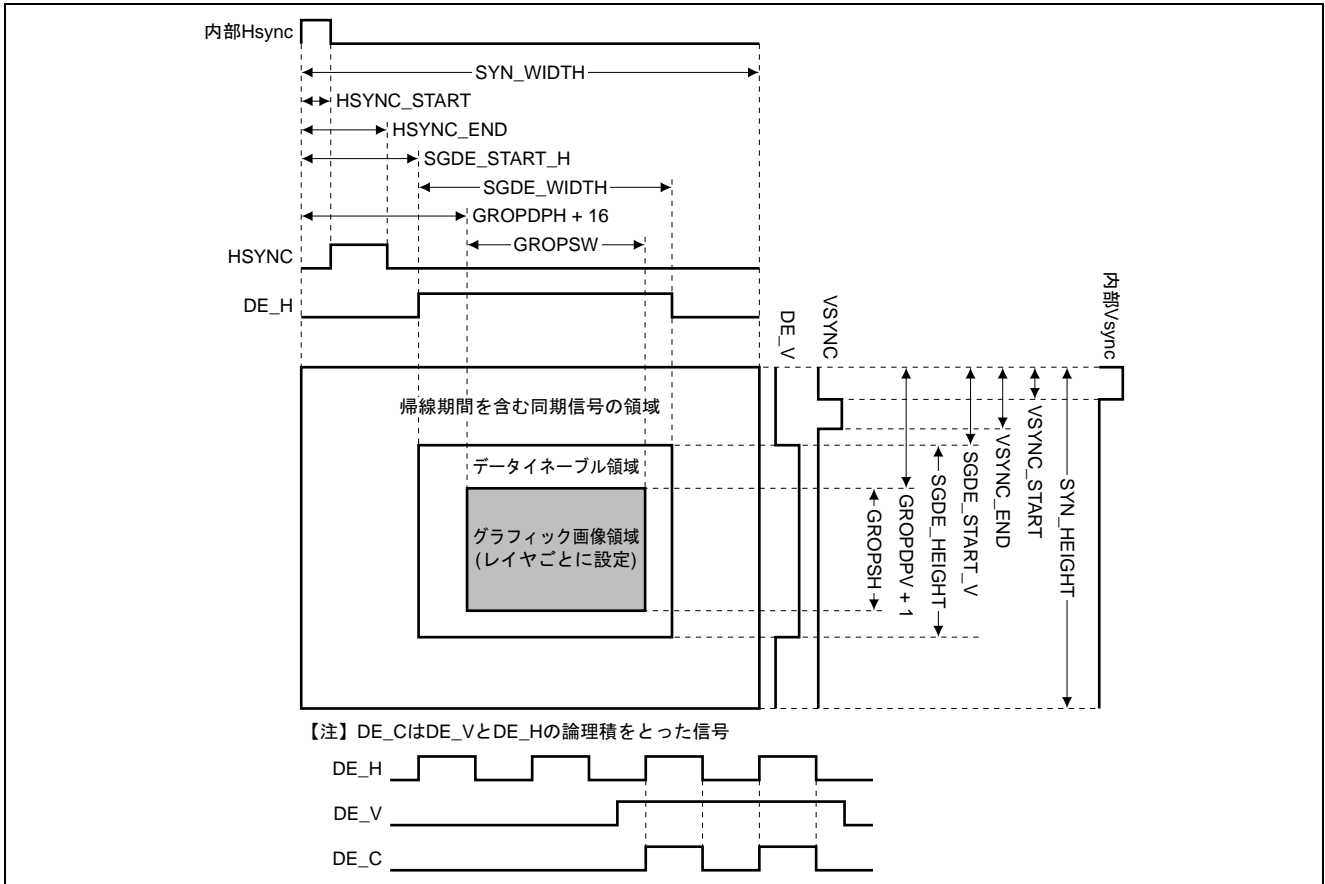 内部Hsync
SYN_WIDTH
HSYNC_START
HSYNC_END
SGDE_START_H
SGDE_WIDTH
GROPDPH + 16
GROPSW
HSYNC
DE_H
DE_V
VSYNC
内部Vsync
帰線期間を含む同期信号の領域
データイネーブル領域
グラフィック画像領域
(レイヤごとに設定)
GROPSH
GROPDPV + 1
SGDE_HEIGHT
SGDE_START_V
VSYNC_END
VSYNC_START
SYN_HEIGHT
【注】DE_CはDE_VとDE_Hの論理積をとった信号
DE_H
DE_V
DE_C